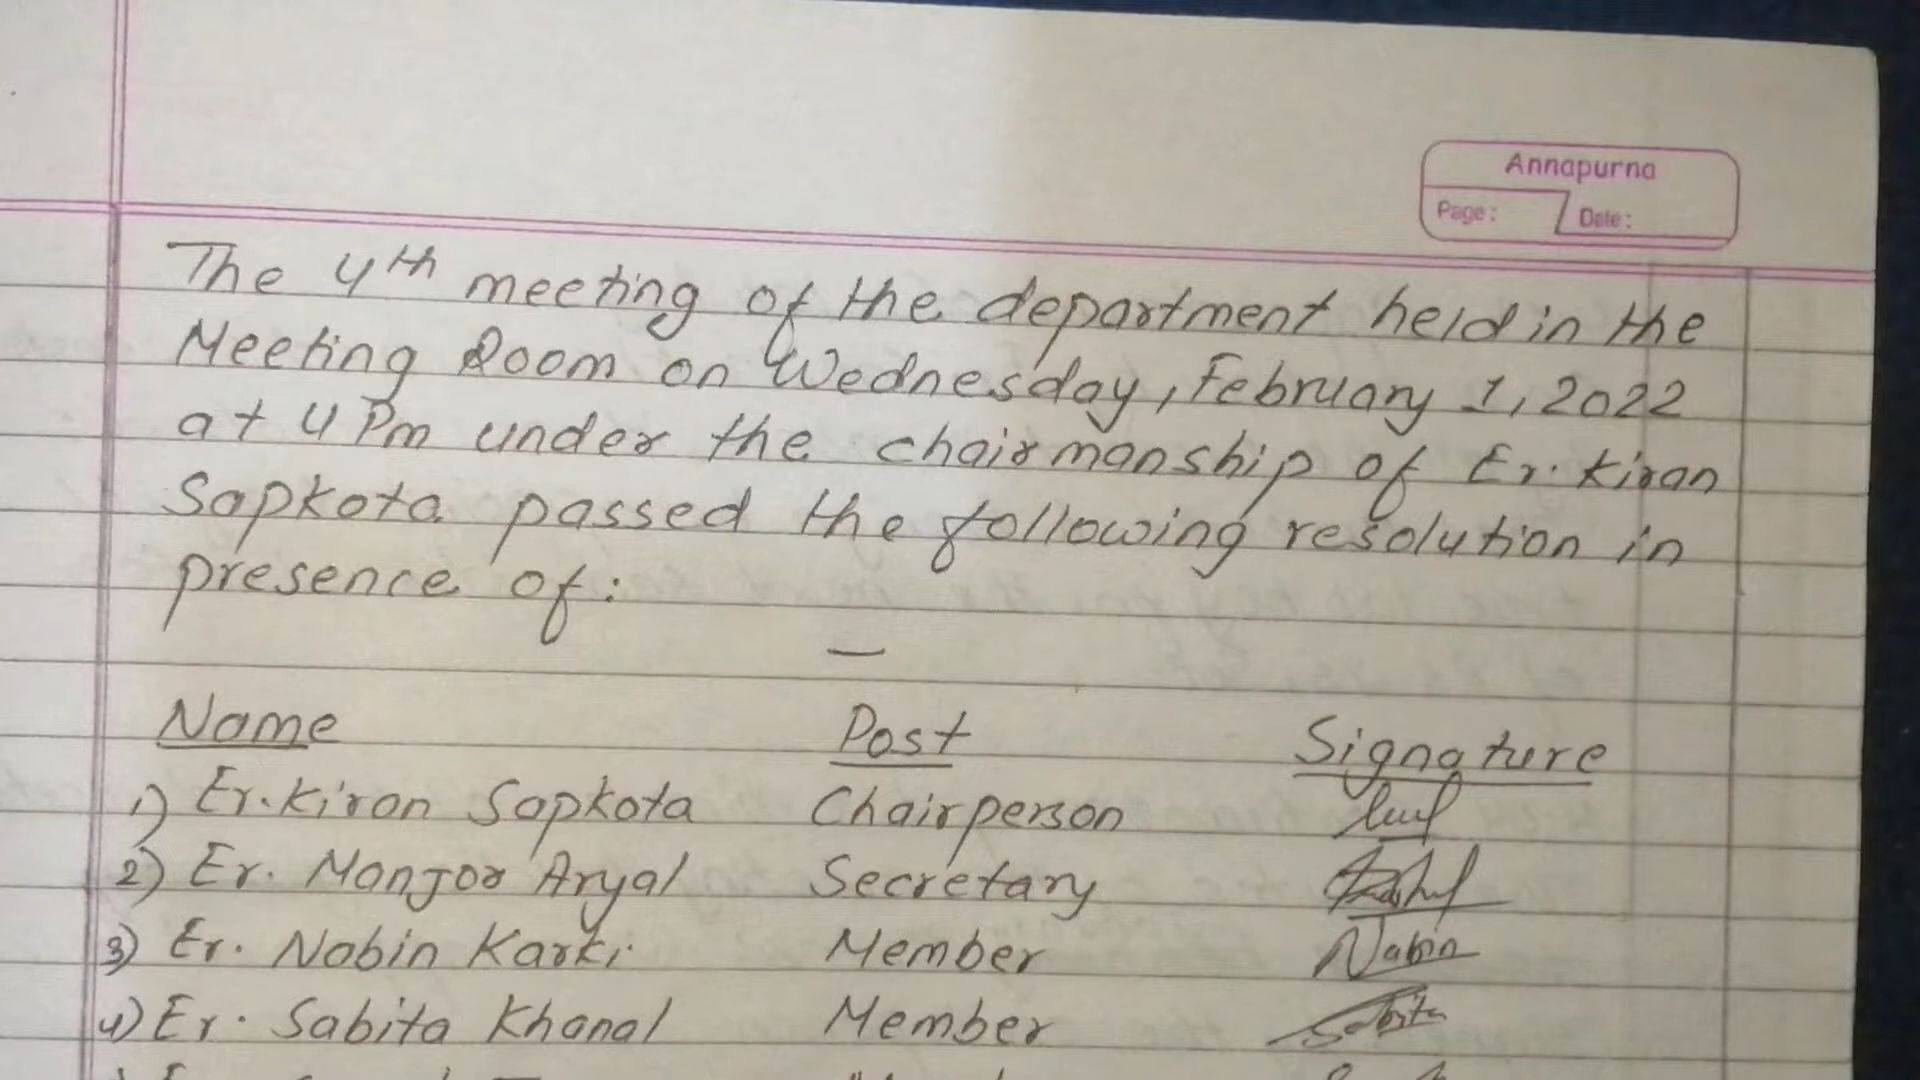 Annapurna
Page: Date:
The 4th meeting of the department held in the
Meeting Room on Wednesday, February 1, 2022
at 4 Pm under the chairmanship of Er. Kiran
Sapkota passed the following resolution in
presence of:
—
Name Post Signature
1) Er. Kiran Sapkota Chairperson
2) Er. Manjar Aryal Secretary
3) Er. Nabin Karki Member Nabin
4) Er. Sabita Khanal Member Sabita